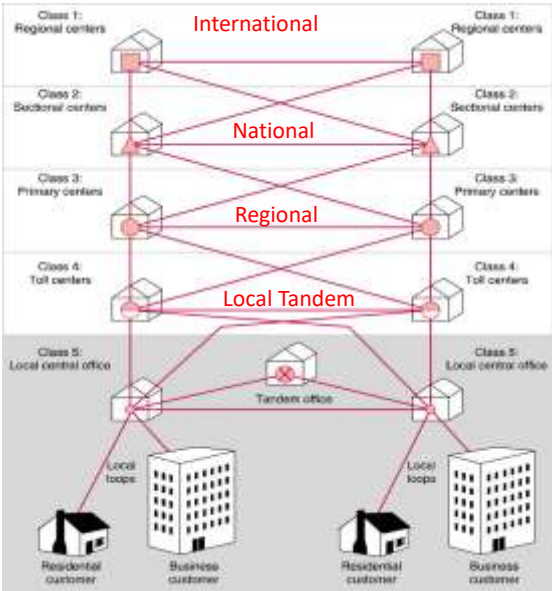 Class 1:
Regional centers
International
Class 1:
Regional centers
Class 2:
Sectional centers
National
Class 2:
Sectional centers
Class 3:
Primary centers
Regional
Class 3:
Primary centers
Class 4:
Toll centers
Local Tandem
Class 4:
Toll centers
Class 5:
Local central office
Tandem office
Class 5:
Local central office
Local
loops
Local
loops
Residential
customer
Business
customer
Residential
customer
Business
customer